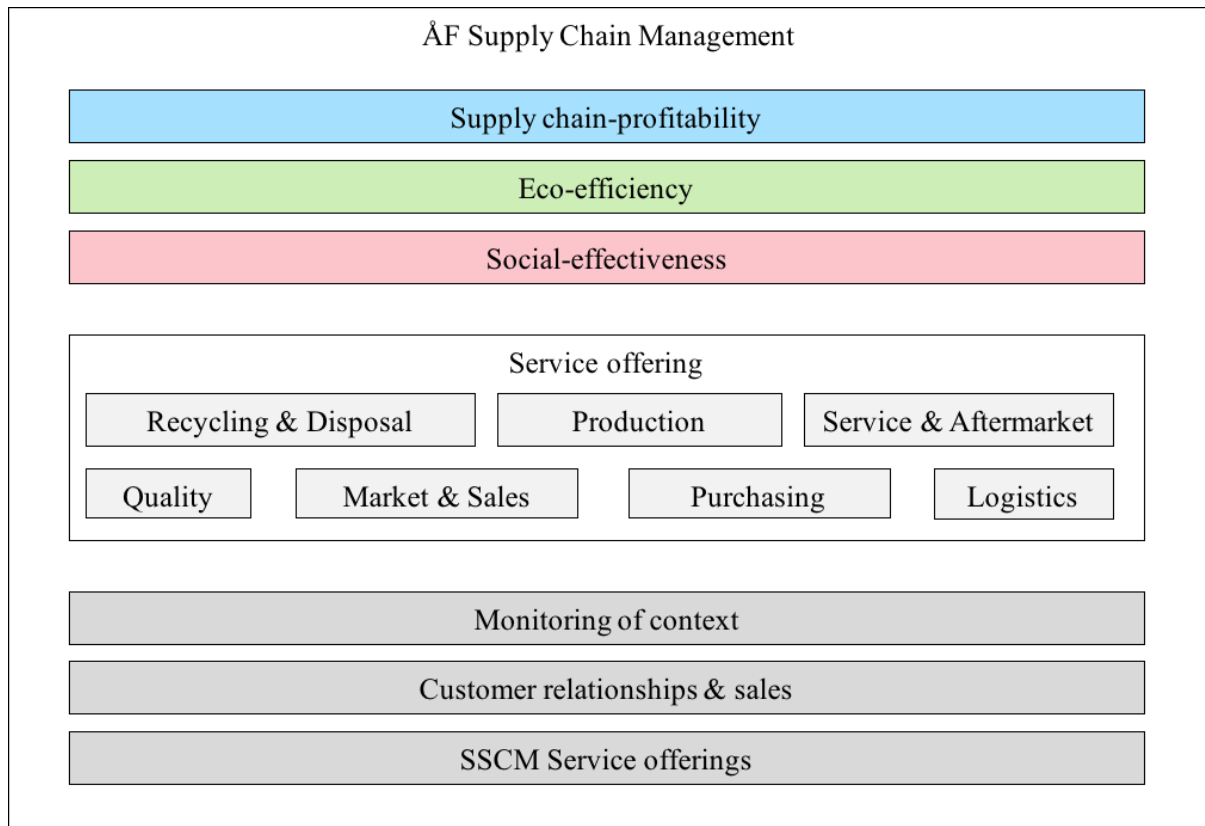 ÅF Supply Chain Management
Supply chain-profitability
Eco-efficiency
Social-effectiveness
Service offering
Recycling & Disposal
Production
Service & Aftermarket
Quality
Market & Sales
Purchasing
Logistics
Monitoring of context
Customer relationships & sales
SSCM Service offerings